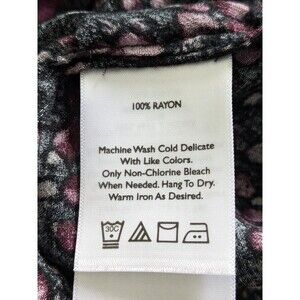 100% RAYON
Machine Wash Cold Delicate
With Like Colors.
Only Non-Chlorine Bleach
When Needed. Hang To Dry.
Warm Iron As Desired.
30C